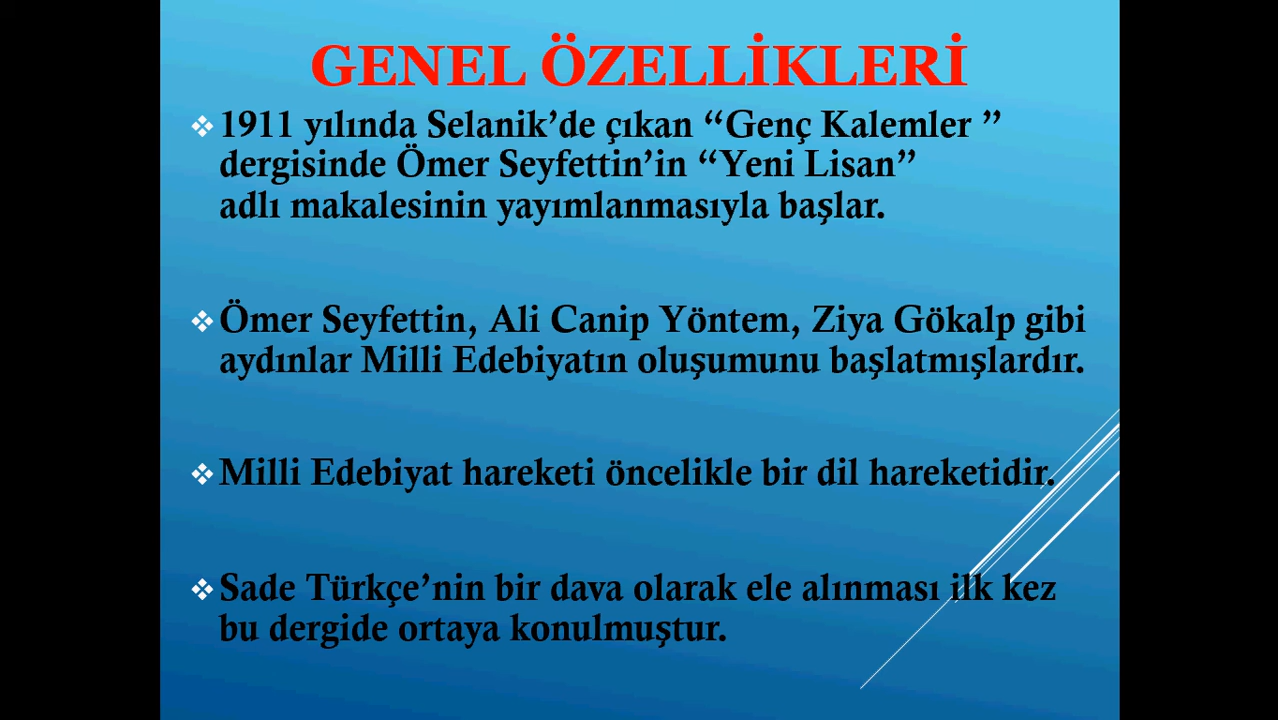 GENEL ÖZELLİKLERİ
❖ 1911 yılında Selanik’de çıkan “Genç Kalemler ”
dergisinde Ömer Seyfettin’in “Yeni Lisan”
adlı makalesinin yayımlanmasıyla başlar.
❖ Ömer Seyfettin, Ali Canip Yöntem, Ziya Gökalp gibi
aydınlar Milli Edebiyatın oluşumunu başlatmışlardır.
❖ Milli Edebiyat hareketi öncelikle bir dil hareketidir.
❖ Sade Türkçe’nin bir dava olarak ele alınması ilk kez
bu dergide ortaya konulmuştur.